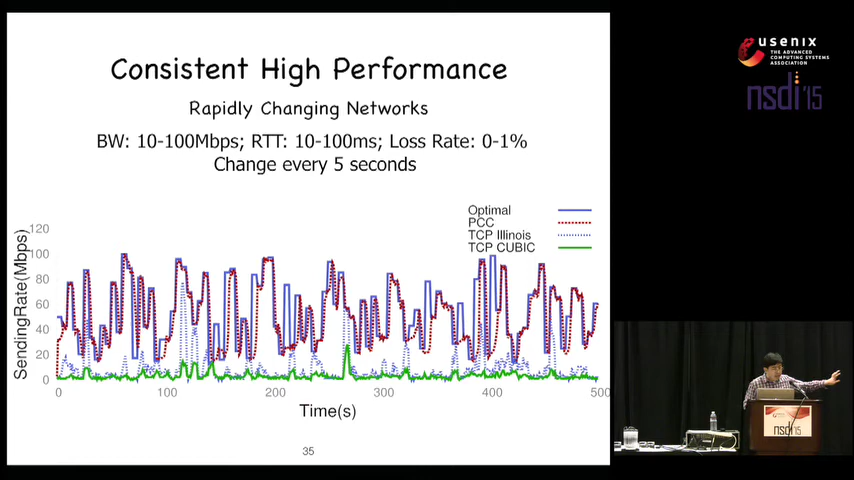 Consistent High Performance
Rapidly Changing Networks
BW: 10-100Mbps; RTT: 10-100ms; Loss Rate: 0-1%
Change every 5 seconds
Optimal
PCC
TCP Illinois
TCP CUBIC
SendingRate(Mbps)
120
100
80
60
40
20
0
0
100
200
300
400
500
Time(s)
35
usenix
THE ADVANCED
COMPUTING SYSTEMS
ASSOCIATION
nsdi '15
nsdi'15